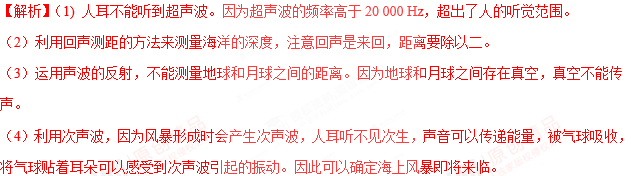 【解析】(1) 人耳不能听到超声波。因为超声波的频率高于 20 000 Hz，超出了人的听觉范围。
（2）利用回声测距的方法来测量海洋的深度，注意回声是来回，距离要除以二。
（3）运用声波的反射，不能测量地球和月球之间的距离。因为地球和月球之间存在真空，真空不能传
声。
（4）利用次声波，因为风暴形成时会产生次声波，人耳听不见次生，声音可以传递能量，被气球吸收，
将气球贴着耳朵可以感受到次声波引起的振动。因此可以确定海上风暴即将来临。